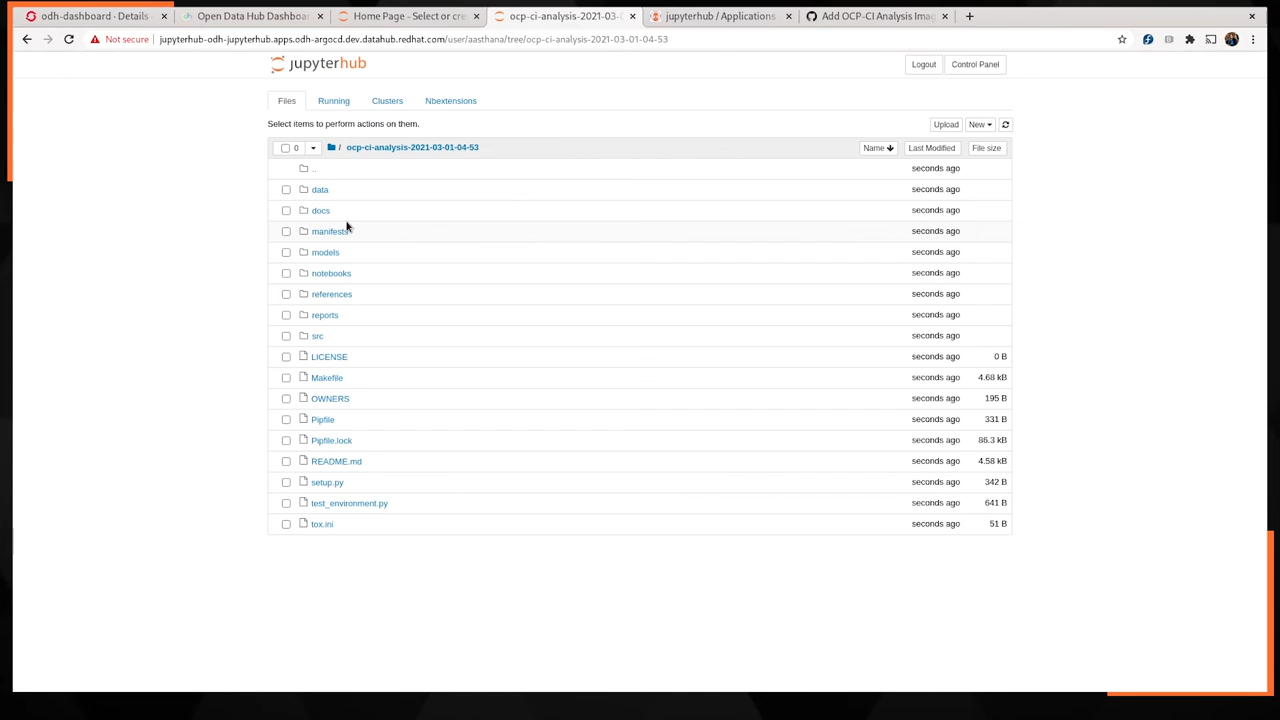 odh-dashboard · Details
Open Data Hub Dashboa
Home Page - Select or cre
ocp-ci-analysis-2021-03-0
jupyterhub / Applications
Add OCP-CI Analysis Imag
Not secure
jupyterhub-odh-jupyterhub.apps.odh-argocd.dev.datahub.redhat.com/user/aasthana/tree/ocp-ci-analysis-2021-03-01-04-53
jupyterhub
Logout
Control Panel
Files
Running
Clusters
Nbextensions
Select items to perform actions on them.
Upload
New
0
/ ocp-ci-analysis-2021-03-01-04-53
Name
Last Modified
File size
.. seconds ago
data seconds ago
docs seconds ago
manifests seconds ago
models seconds ago
notebooks seconds ago
references seconds ago
reports seconds ago
src seconds ago
LICENSE seconds ago 0 B
Makefile seconds ago 4.68 kB
OWNERS seconds ago 195 B
Pipfile seconds ago 331 B
Pipfile.lock seconds ago 86.3 kB
README.md seconds ago 4.58 kB
setup.py seconds ago 342 B
test_environment.py seconds ago 641 B
tox.ini seconds ago 51 B